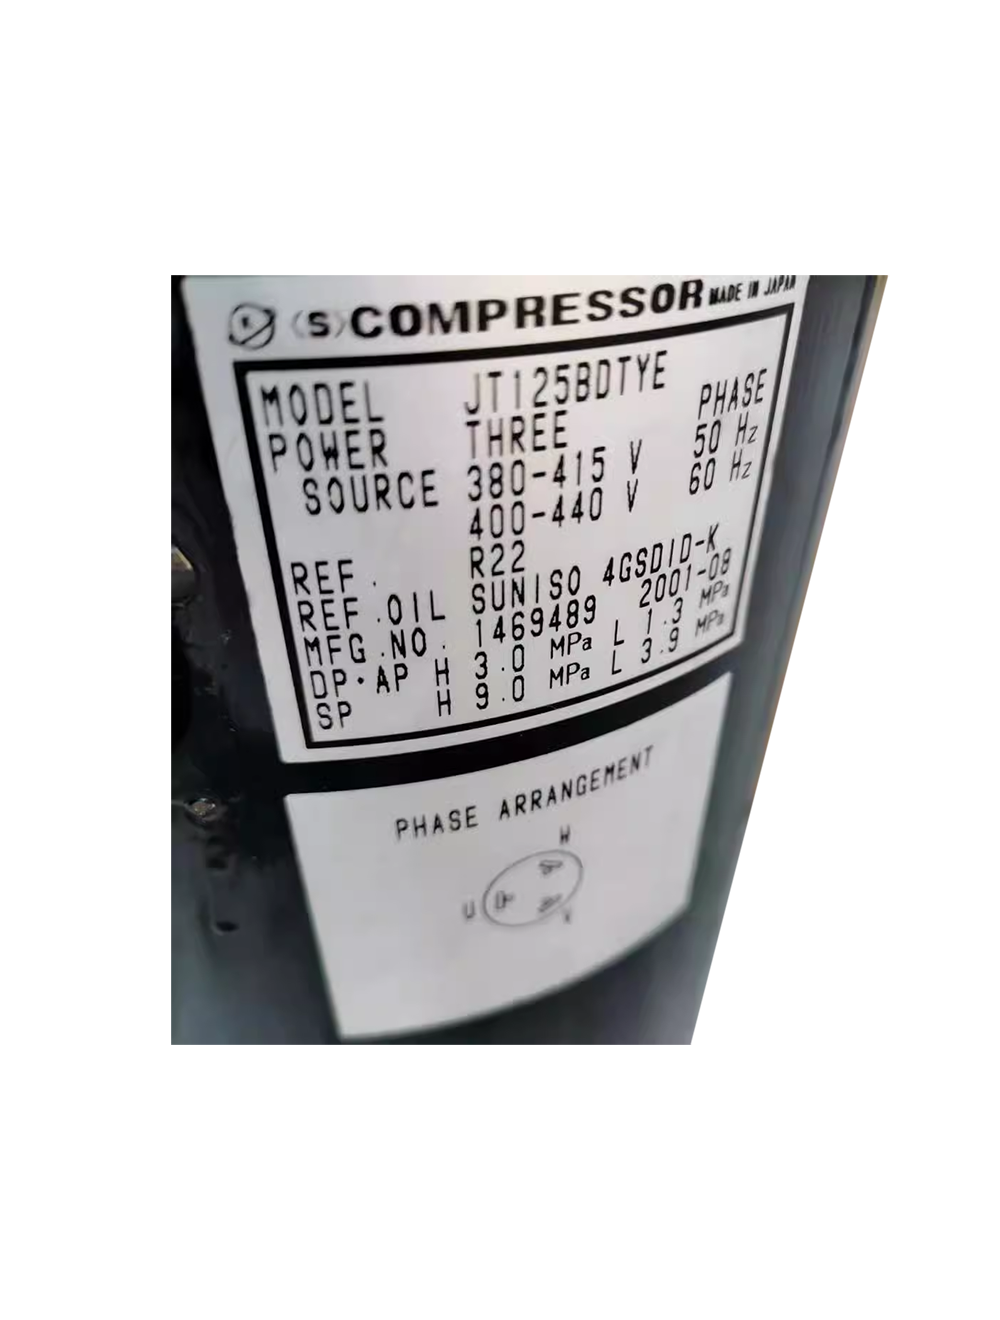 (S) COMPRESSOR MADE IN JAPAN
MODEL JT125BDTYE
POWER THREE PHASE
SOURCE 380-415 V 50 Hz
400-440 V 60 Hz
REF. R22
REF.OIL SUNISO 4GSDID-K
MFG.NO. 1469489 2001-08
DP・AP H 3.0 MPa L 1.3 MPa
SP H 9.0 MPa L 3.9 MPa
PHASE ARRANGEMENT
U